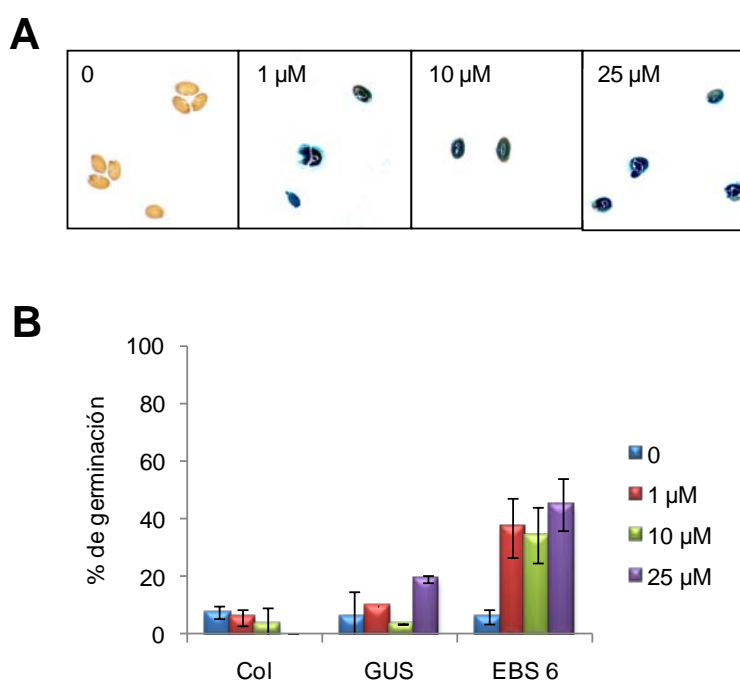 A
0
1 µM
10 µM
25 µM
B
100
80
60
40
20
0
% de germinación
Col
GUS
EBS 6
0
1 µM
10 µM
25 µM